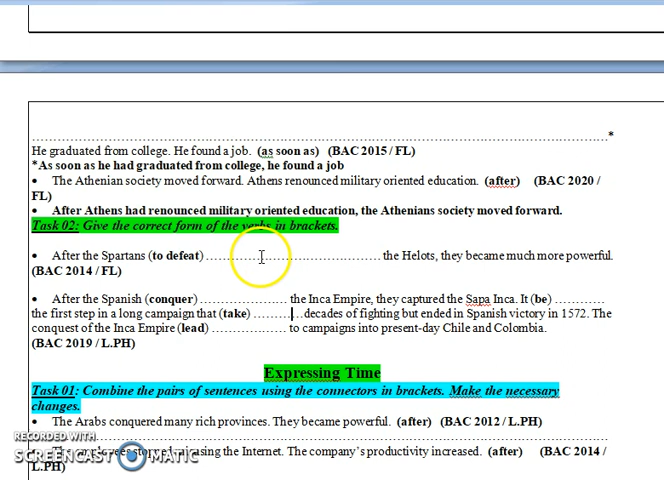 ……………………………………………………………………………………*
He graduated from college. He found a job. (as soon as) (BAC 2015 / FL)
*As soon as he had graduated from college, he found a job
• The Athenian society moved forward. Athens renounced military oriented education. (after) (BAC 2020 /
FL)
• After Athens had renounced military oriented education, the Athenians society moved forward.
Task 02: Give the correct form of the verbs in brackets.
• After the Spartans (to defeat) …………………………………… the Helots, they became much more powerful.
(BAC 2014 / FL)
• After the Spanish (conquer) ………………… the Inca Empire, they captured the Sapa Inca. It (be) …………
the first step in a long campaign that (take) ………...decades of fighting but ended in Spanish victory in 1572. The
conquest of the Inca Empire (lead) ……………… to campaigns into present-day Chile and Colombia.
(BAC 2019 / L.PH)
Expressing Time
Task 01: Combine the pairs of sentences using the connectors in brackets. Make the necessary
changes.
• The Arabs conquered many rich provinces. They became powerful. (after) (BAC 2012 / L.PH)
RECORDED WITH
employees using the Internet. The company's productivity increased. (after) (BAC 2014 /
SCREENCAST MATIC
L.PH)